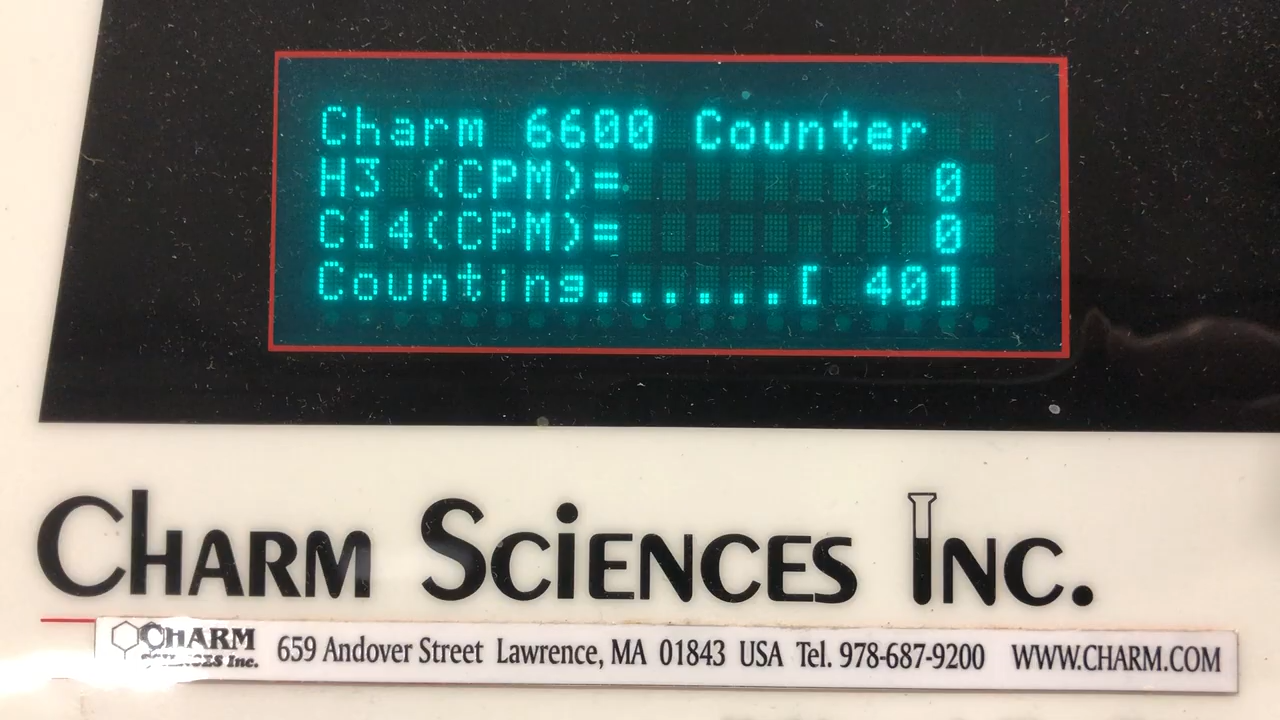 Charm 6600 Counter
H3 (CPM)= 0
C14(CPM)= 0
Counting......[ 40]
CHARM SCiENCES INC.
CHARM
SCIENCES Inc.
659 Andover Street Lawrence, MA 01843 USA Tel. 978-687-9200 WWW.CHARM.COM